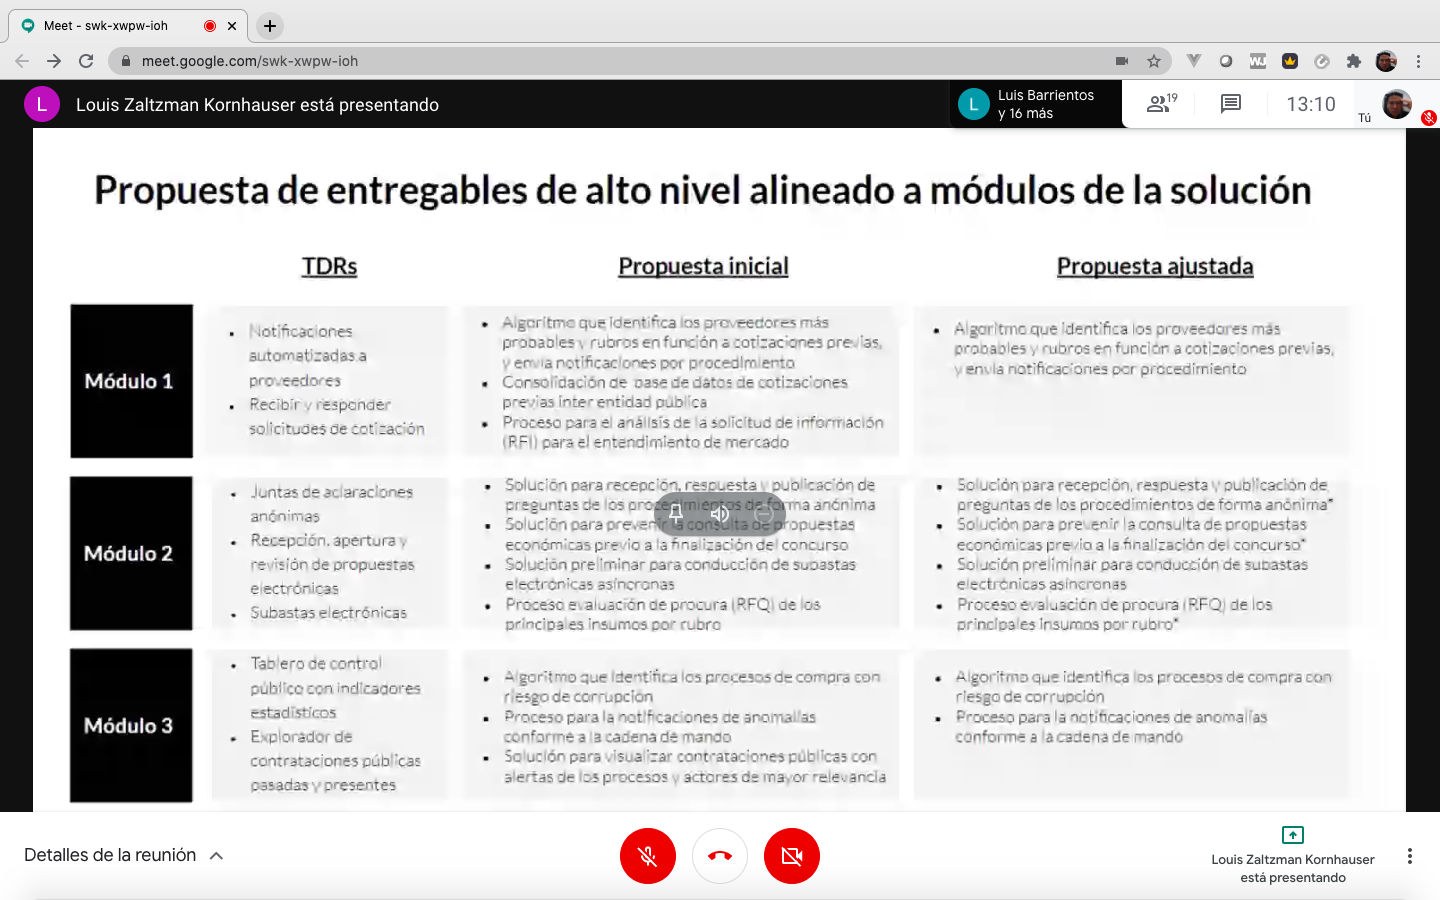 Meet - swk-xwpw-ioh
meet.google.com/swk-xwpw-ioh
L
Louis Zaltzman Kornhauser está presentando
L
Luis Barrientos
y 16 más
19
13:10
Tú
Propuesta de entregables de alto nivel alineado a módulos de la solución
TDRs
Propuesta inicial
Propuesta ajustada
Módulo 1
• Notificaciones
automatizadas a
proveedores
• Recibir y responder
solicitudes de cotización
• Algoritmo que identifica los proveedores más
probables y rubros en función a cotizaciones previas,
y envía notificaciones por procedimiento
• Consolidación de base de datos de cotizaciones
previas inter entidad pública
• Proceso para el análisis de la solicitud de información
(RFI) para el entendimiento de mercado
• Algoritmo que identifica los proveedores más
probables y rubros en función a cotizaciones previas,
y envía notificaciones por procedimiento
Módulo 2
• Juntas de aclaraciones
anónimas
• Recepción, apertura y
revisión de propuestas
electrónicas
• Subastas electrónicas
• Solución para recepción, respuesta y publicación de
preguntas de los procedimientos de forma anónima
• Solución para prevenir la consulta de propuestas
económicas previo a la finalización del concurso
• Solución preliminar para conducción de subastas
electrónicas asíncronas
• Proceso evaluación de procura (RFQ) de los
principales insumos por rubro
• Solución para recepción, respuesta y publicación de
preguntas de los procedimientos de forma anónima*
• Solución para prevenir la consulta de propuestas
económicas previo a la finalización del concurso*
• Solución preliminar para conducción de subastas
electrónicas asíncronas
• Proceso evaluación de procura (RFQ) de los
principales insumos por rubro*
Módulo 3
• Tablero de control
público con indicadores
estadísticos
• Explorador de
contrataciones públicas
pasadas y presentes
• Algoritmo que identifica los procesos de compra con
riesgo de corrupción
• Proceso para la notificaciones de anomalías
conforme a la cadena de mando
• Solución para visualizar contrataciones públicas con
alertas de los procesos y actores de mayor relevancia
• Algoritmo que identifica los procesos de compra con
riesgo de corrupción
• Proceso para la notificaciones de anomalías
conforme a la cadena de mando
Detalles de la reunión
Louis Zaltzman Kornhauser
está presentando